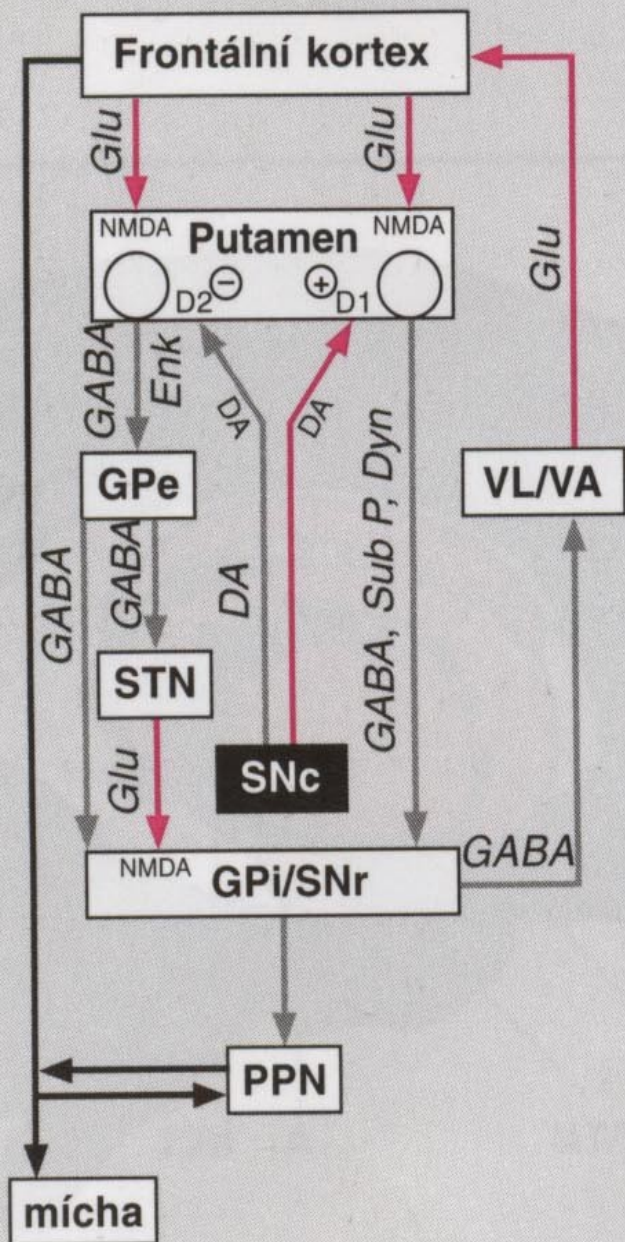 Frontální kortex
Glu
Glu
Glu
NMDA
Putamen
NMDA
D2
−
+
D1
GABA
Enk
DA
DA
GABA, Sub P, Dyn
GPe
VL/VA
GABA
GABA
DA
STN
Glu
SNc
NMDA
GPi/SNr
GABA
PPN
mícha